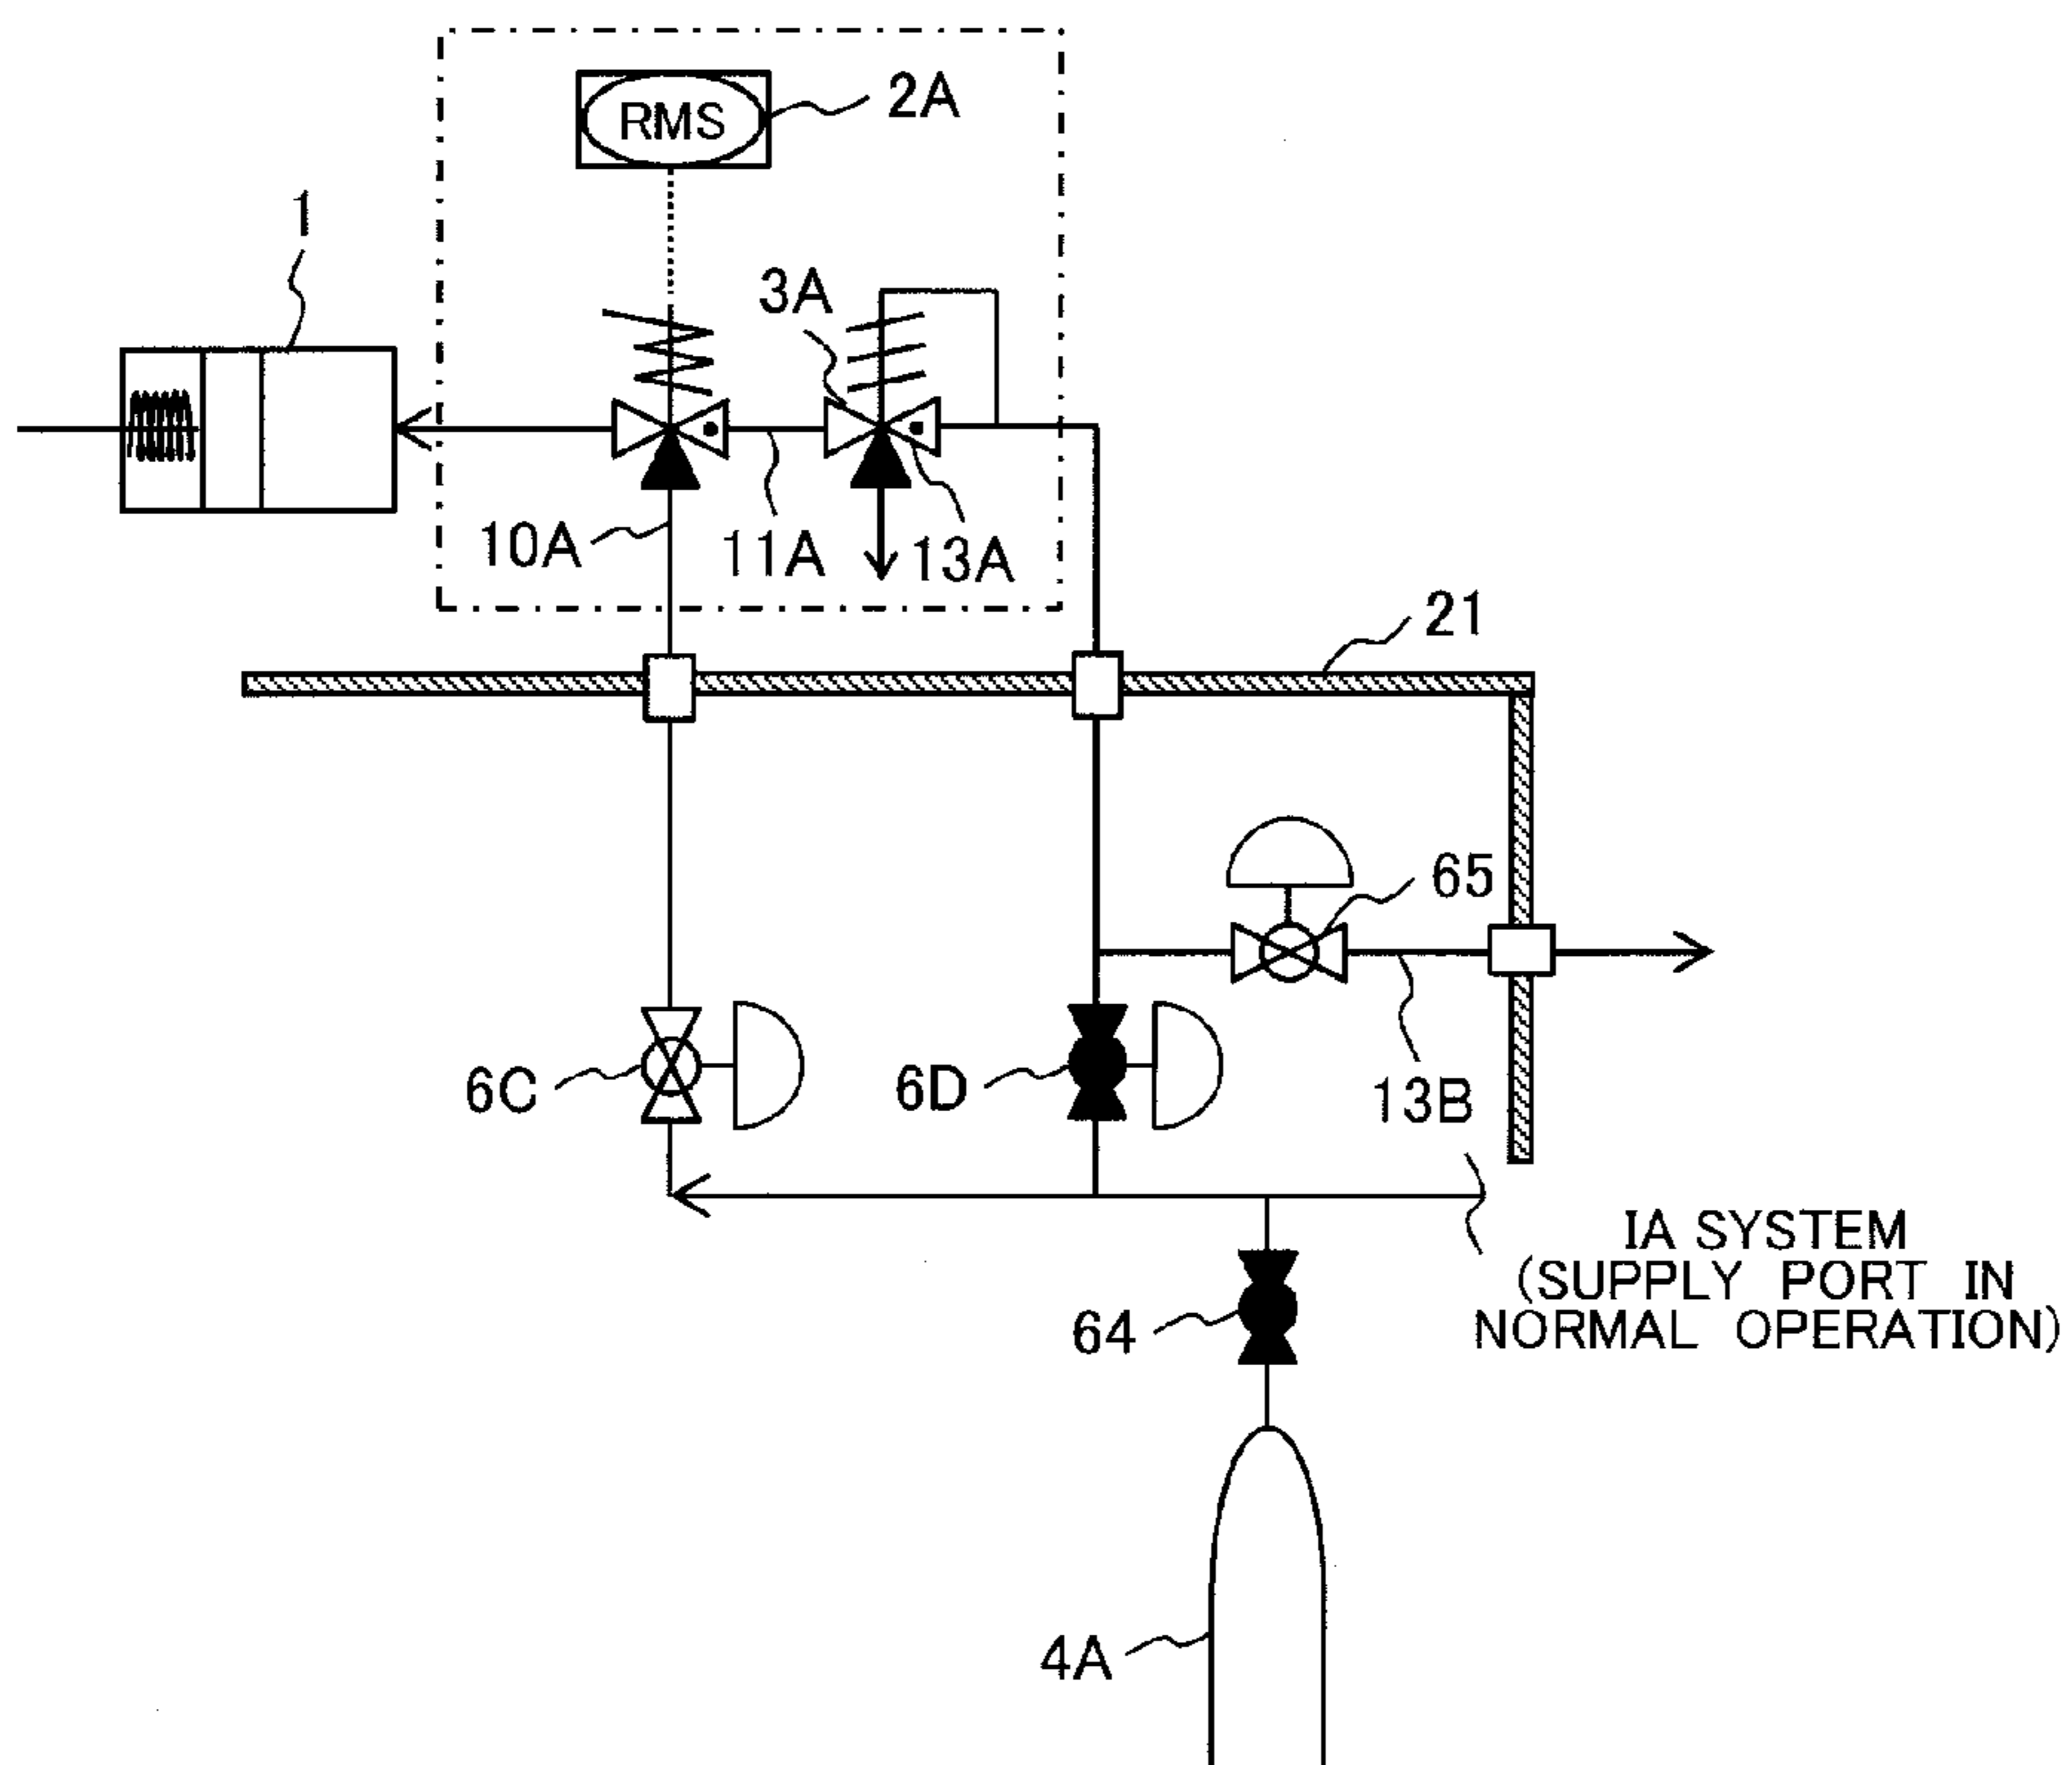 RMS
2A
1
3A
10A
11A
13A
21
65
6C
6D
13B
IA SYSTEM
(SUPPLY PORT IN
NORMAL OPERATION)
64
4A